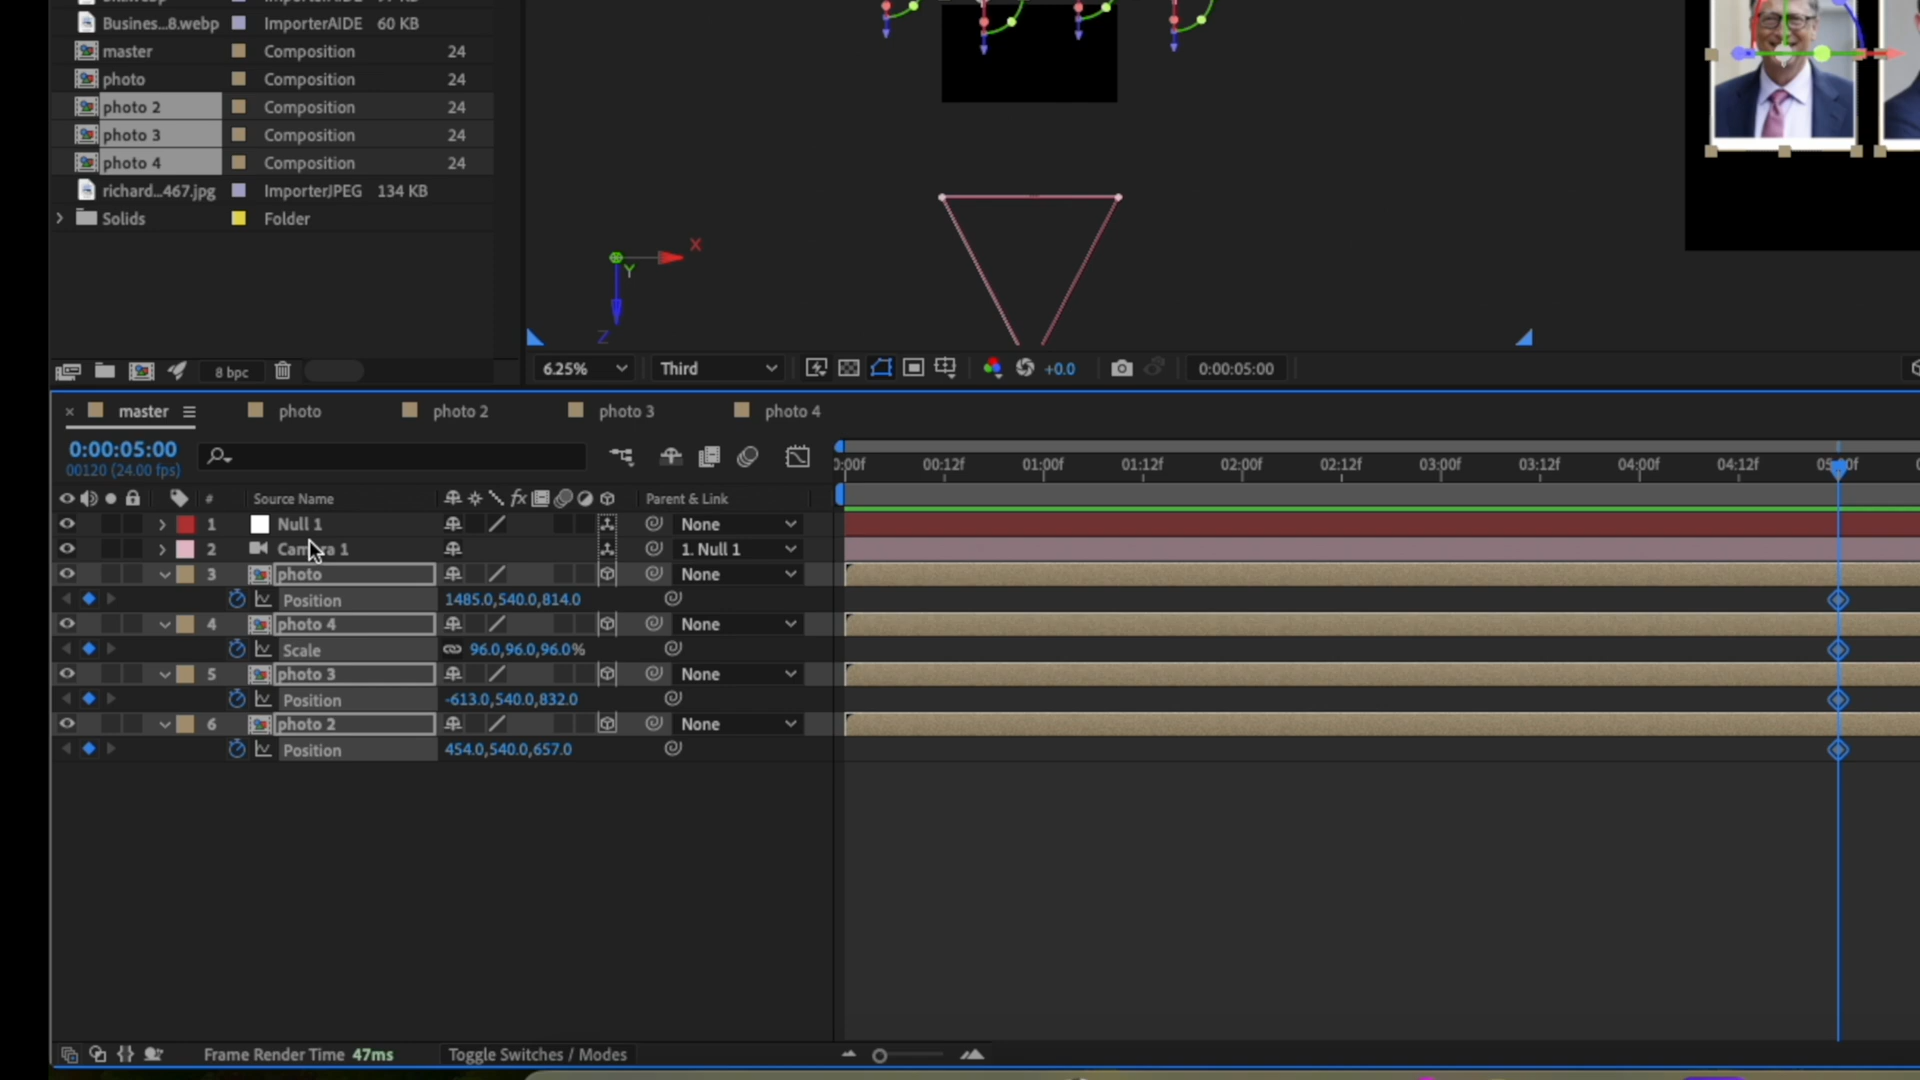 ImporterAIDE
Busines...8.webp ImporterAIDE 60 KB
master Composition 24
photo Composition 24
photo 2 Composition 24
photo 3 Composition 24
photo 4 Composition 24
richard...467.jpg ImporterJPEG 134 KB
Solids Folder
X
Y
Z
8 bpc
6.25% Third +0.0 0:00:05:00
master photo photo 2 photo 3 photo 4
0:00:05:00
00120 (24.00 fps)
0:00f 00:12f 01:00f 01:12f 02:00f 02:12f 03:00f 03:12f 04:00f 04:12f 05:00f
# Source Name fx Parent & Link
1 Null 1 None
2 Camera 1 1. Null 1
3 photo None
Position 1485.0,540.0,814.0
4 photo 4 None
Scale 96.0,96.0,96.0%
5 photo 3 None
Position -613.0,540.0,832.0
6 photo 2 None
Position 454.0,540.0,657.0
Frame Render Time 47ms Toggle Switches / Modes